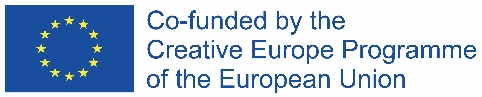 Co-funded by the
Creative Europe Programme
of the European Union